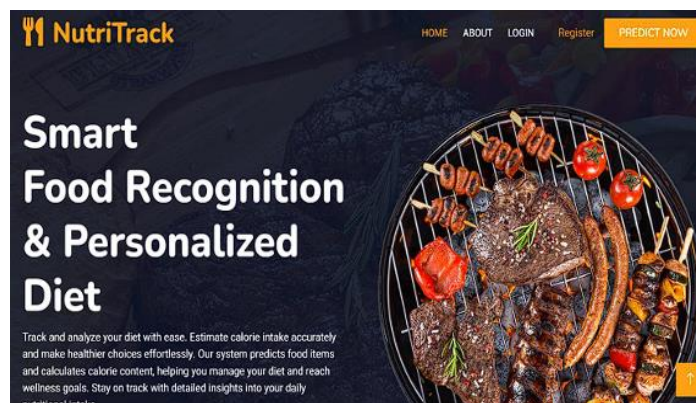 NutriTrack
HOME ABOUT LOGIN Register PREDICT NOW
Smart
Food Recognition
& Personalized
Diet
Track and analyze your diet with ease. Estimate calorie intake accurately
and make healthier choices effortlessly. Our system predicts food items
and calculates calorie content, helping you manage your diet and reach
wellness goals. Stay on track with detailed insights into your daily